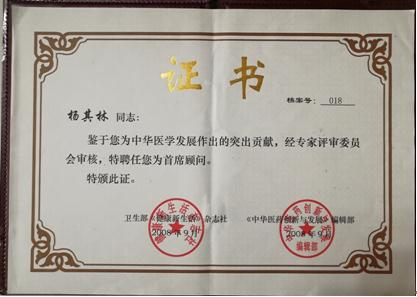 证书
档案号: 018
杨其林 同志:
鉴于您为中华医学发展作出的突出贡献，经专家评审委员
会审核，特聘任您为首席顾问。
特颁此证。
卫生部《健康新生活》杂志社 《中华医药创新与发展》编辑部
2008年9月 2008年9月
编辑部